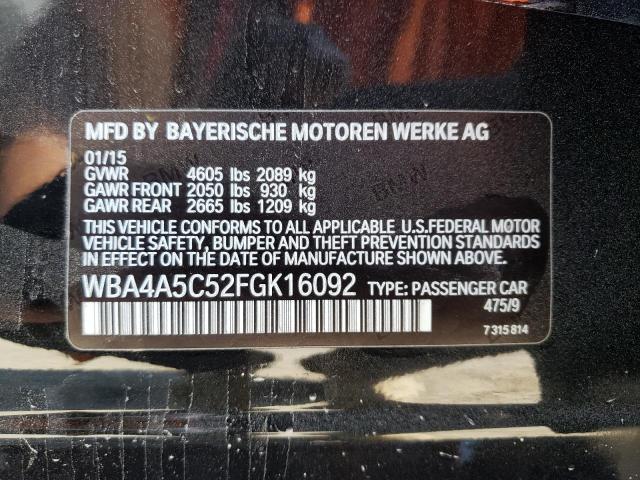 MFD BY BAYERISCHE MOTOREN WERKE AG
01/15
GVWR 4605 lbs 2089 kg
GAWR FRONT 2050 lbs 930 kg
GAWR REAR 2665 lbs 1209 kg
THIS VEHICLE CONFORMS TO ALL APPLICABLE U.S.FEDERAL MOTOR
VEHICLE SAFETY, BUMPER AND THEFT PREVENTION STANDARDS
IN EFFECT ON THE DATE OF MANUFACTURE SHOWN ABOVE.
WBA4A5C52FGK16092 TYPE: PASSENGER CAR
475/9
7 315 814